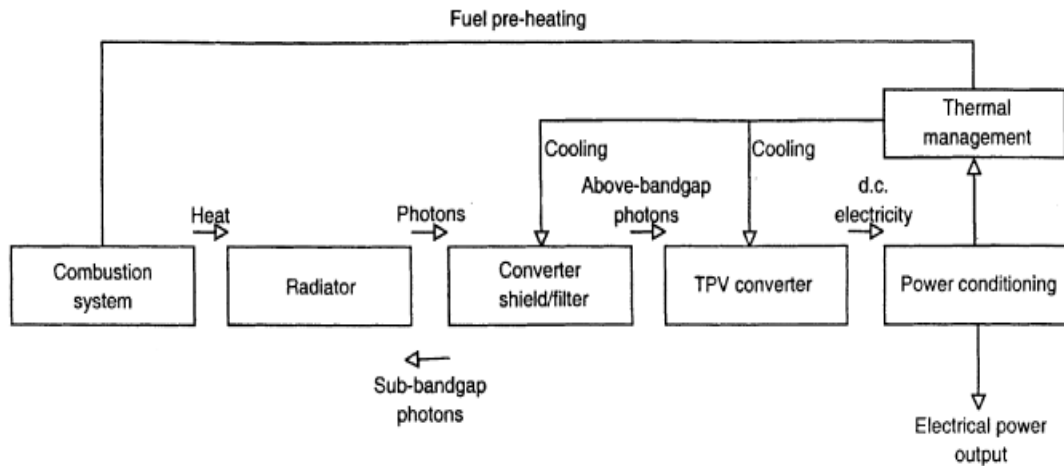 Fuel pre-heating
Thermal
management
Cooling
Cooling
Above-bandgap
photons
d.c.
electricity
Heat
Photons
Combustion
system
Radiator
Converter
shield/filter
TPV converter
Power conditioning
Sub-bandgap
photons
Electrical power
output